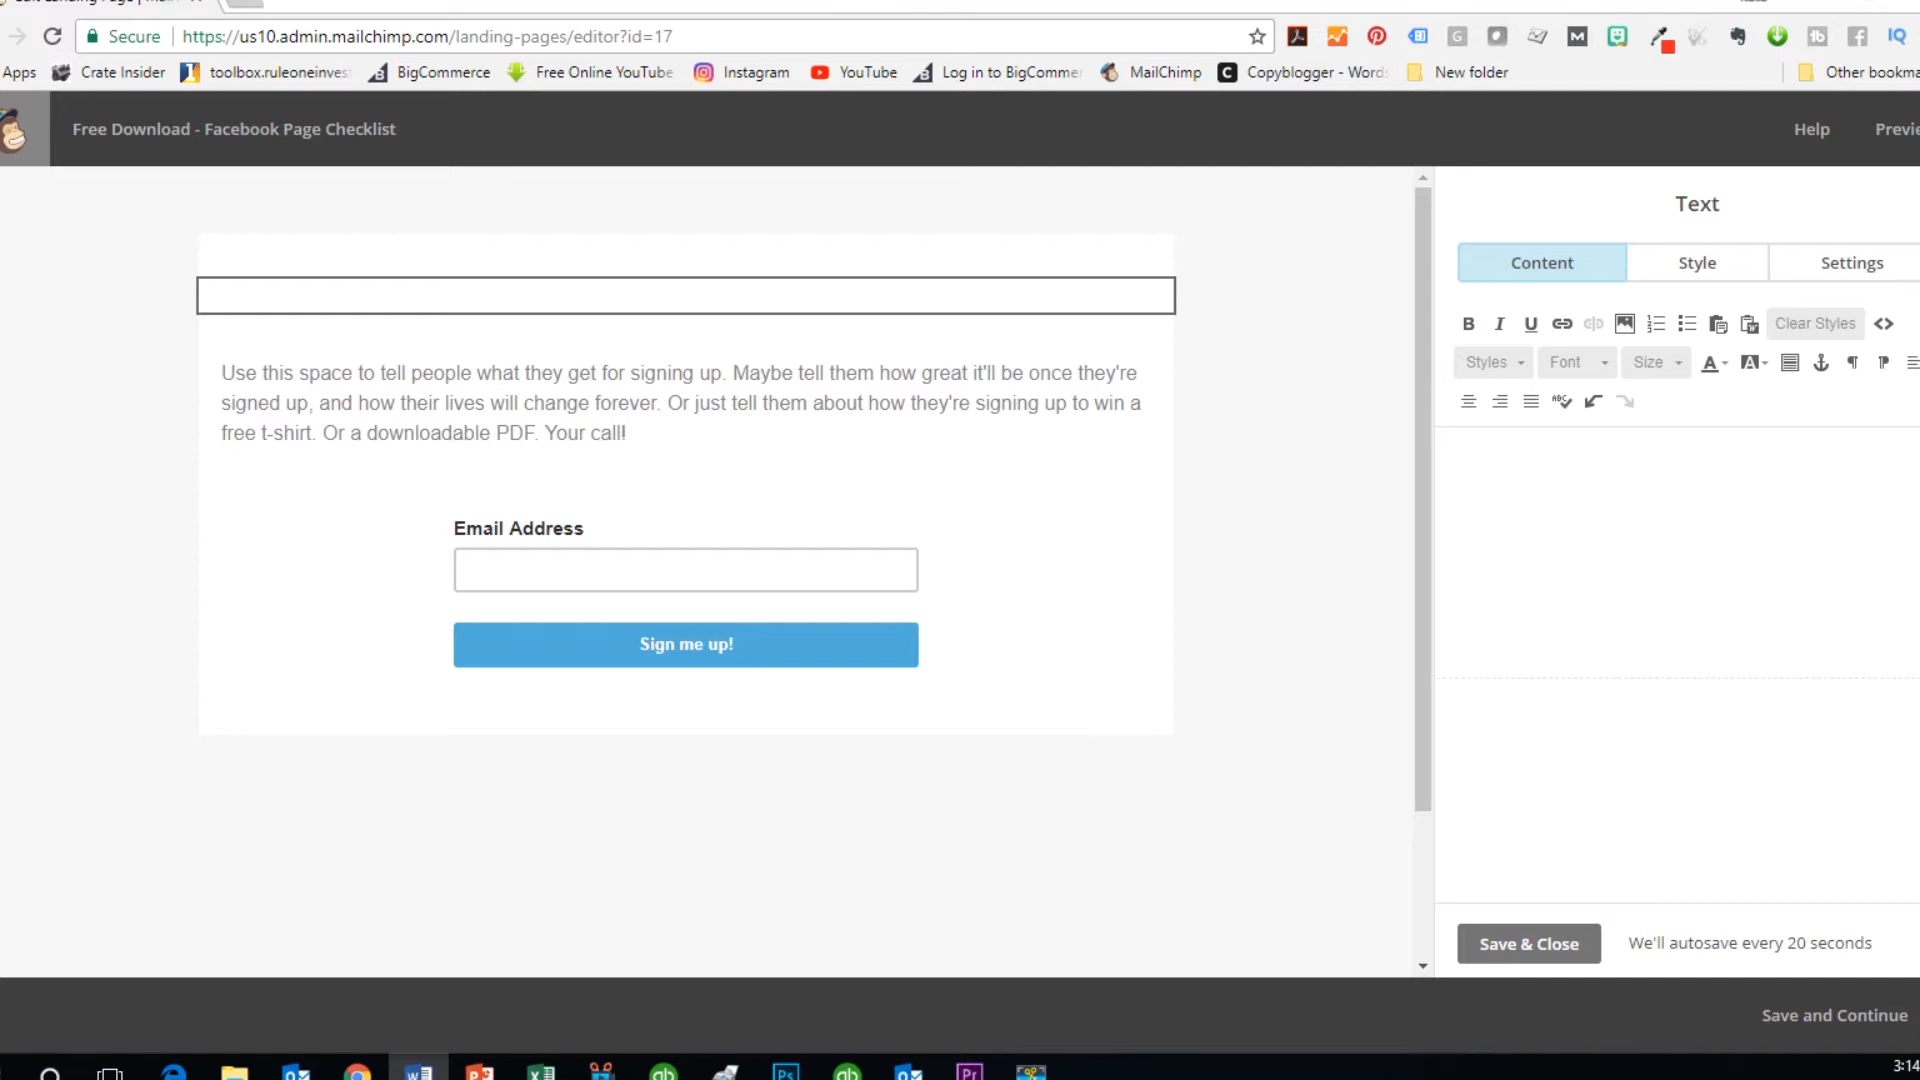 Secure https://us10.admin.mailchimp.com/landing-pages/editor?id=17
Apps Crate Insider toolbox.ruleoneinves BigCommerce Free Online YouTube Instagram YouTube Log in to BigCommer MailChimp Copyblogger - Words New folder Other bookma
Free Download - Facebook Page Checklist
Help Previe
Text
Content Style Settings
B I U Clear Styles <>
Styles Font Size A A
ABC
Use this space to tell people what they get for signing up. Maybe tell them how great it'll be once they're
signed up, and how their lives will change forever. Or just tell them about how they're signing up to win a
free t-shirt. Or a downloadable PDF. Your call!
Email Address
Sign me up!
Save & Close We'll autosave every 20 seconds
Save and Continue
3:14